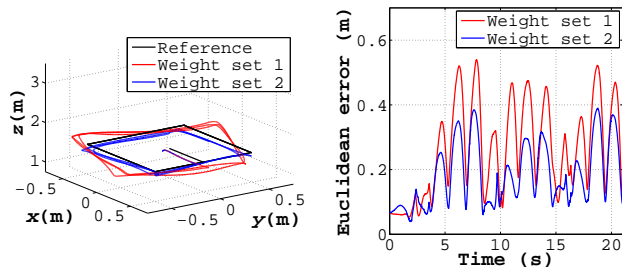 Reference
Weight set 1
Weight set 2
z(m)
3
2
1
−0.5
0
0.5
x(m)
−0.5
0
0.5
y(m)
Weight set 1
Weight set 2
Euclidean error (m)
0.6
0.4
0.2
0
0
5
10
15
20
Time (s)